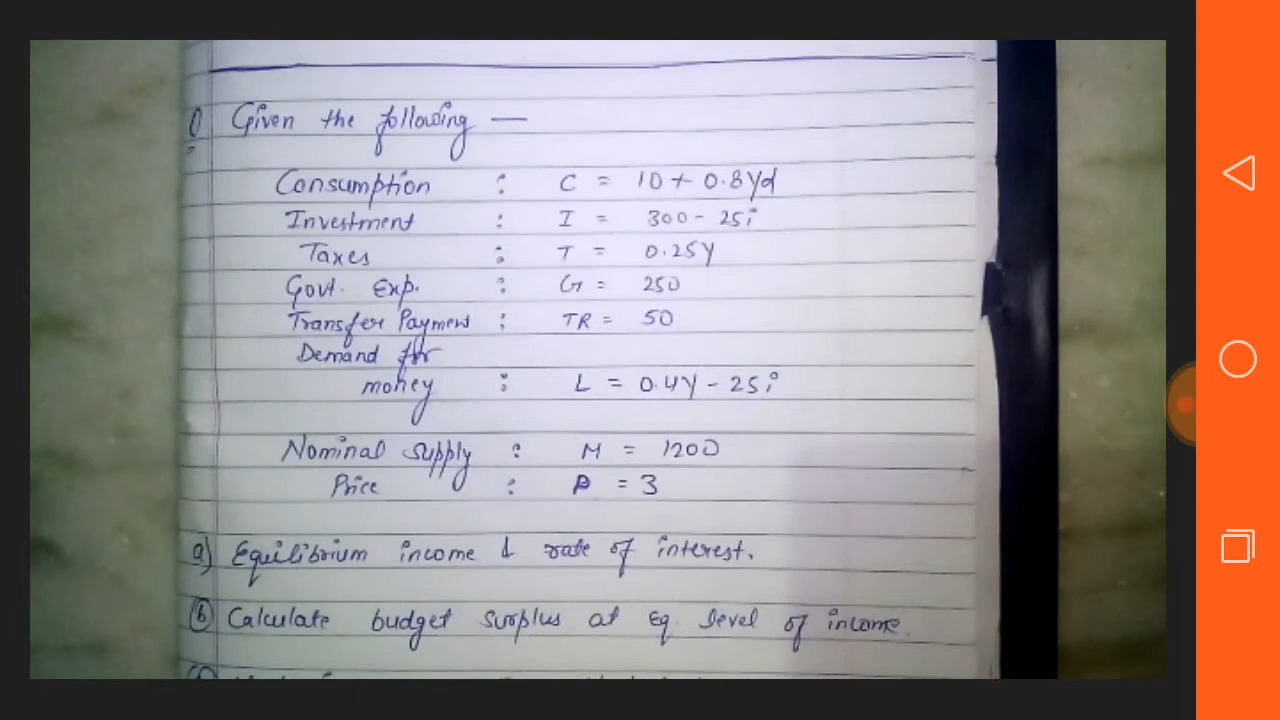 Q Given the following —
Consumption : C = 10 + 0.8Yd
Investment : I = 300 - 25i
Taxes : T = 0.25Y
Govt. Exp. : G = 250
Transfer Payment : TR = 50
Demand for
money : L = 0.4Y - 25i
Nominal supply : M = 1200
Price : P = 3
a) Equilibrium income & rate of interest.
(b) Calculate budget surplus at eq. level of income.